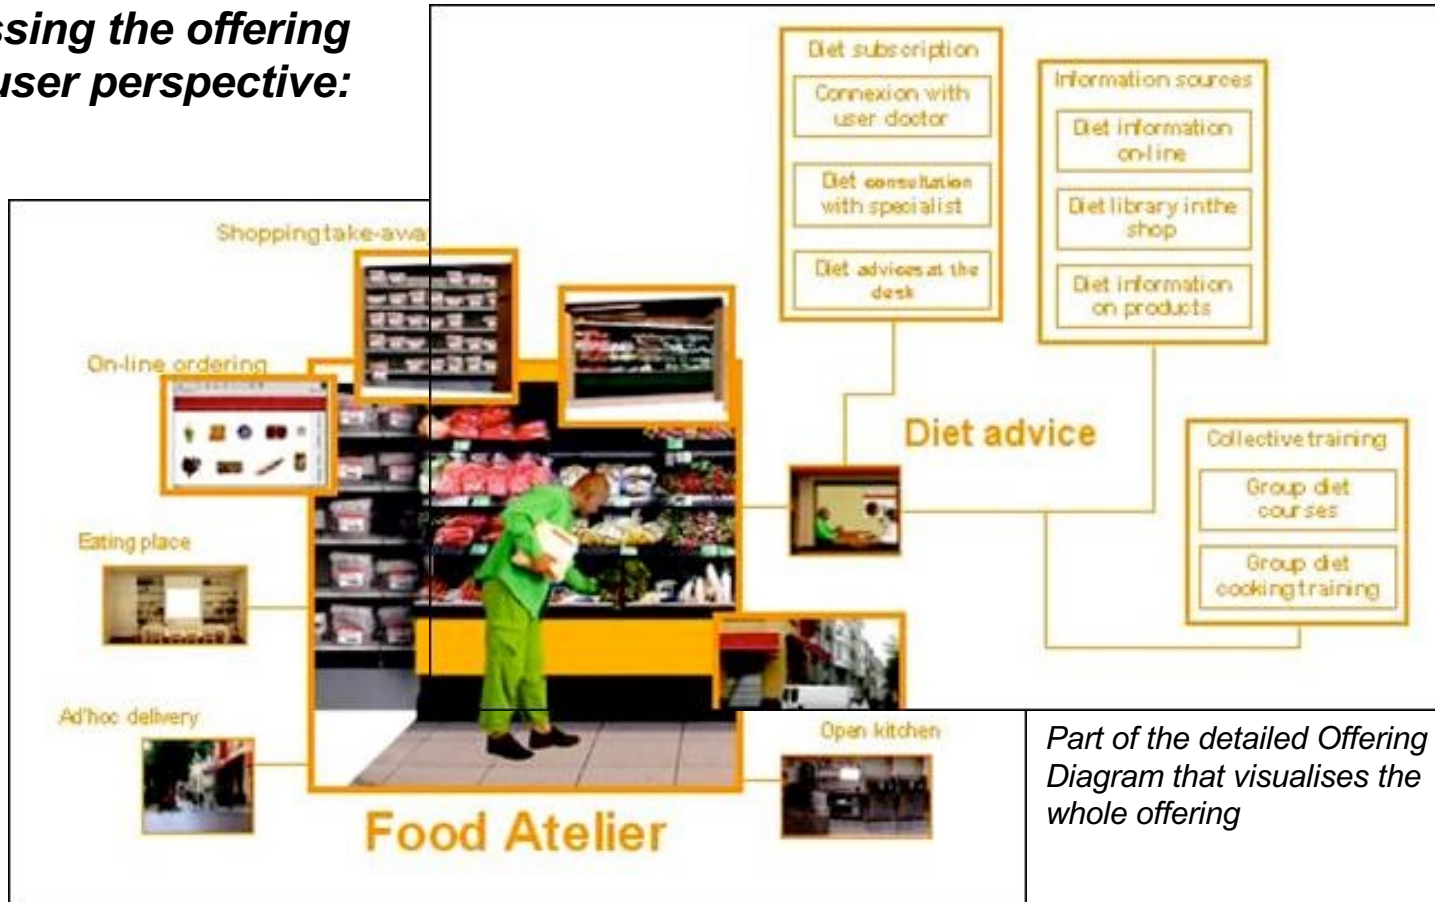 ssing the offering
user perspective:
Shopping take-awa
On-line ordering
Eating place
Ad'hoc delivery
Food Atelier
Open kitchen
Diet advice
Diet subscription
Connexion with
user doctor
Diet consultation
with specialist
Diet advices at the
desk
Information sources
Diet information
on-line
Diet library in the
shop
Diet information
on products
Collective training
Group diet
courses
Group diet
cooking training
Part of the detailed Offering
Diagram that visualises the
whole offering